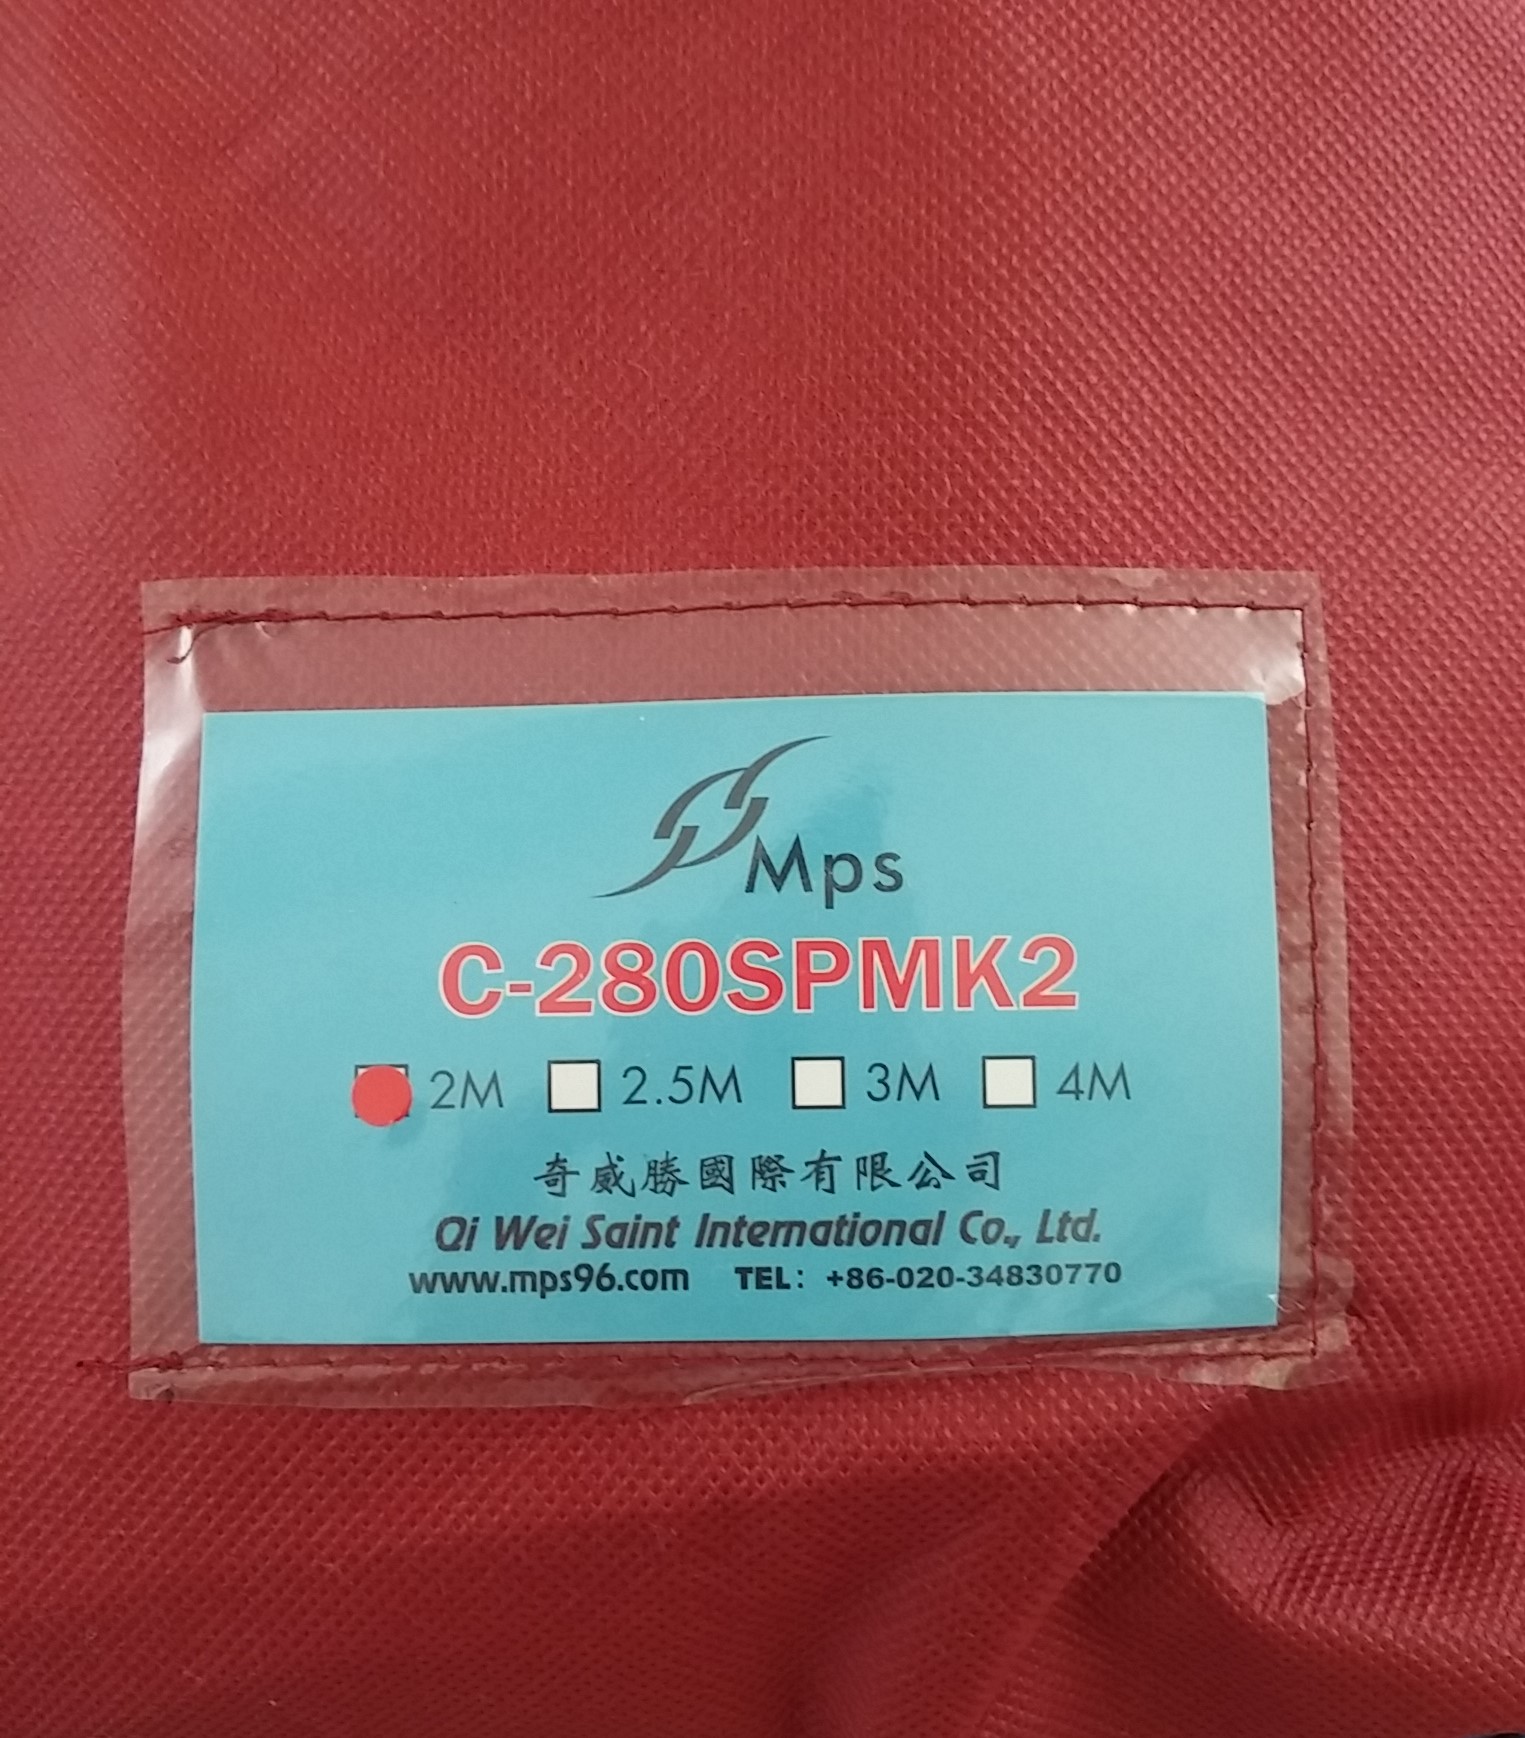 Mps
C-280SPMK2
2M 2.5M 3M 4M
奇威勝國際有限公司
Qi Wei Saint International Co., Ltd.
www.mps96.com TEL: +86-020-34830770